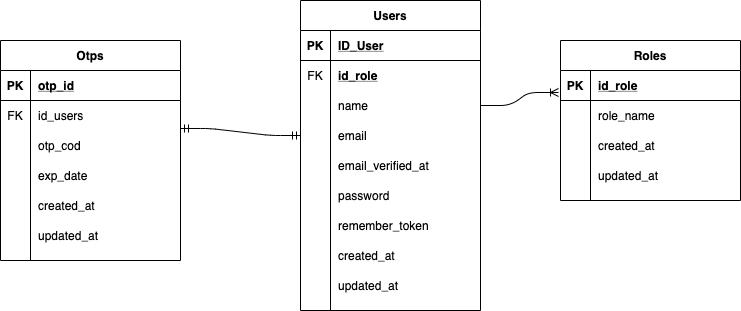 Otps
PK otp_id
FK id_users
otp_cod
exp_date
created_at
updated_at
Users
PK ID_User
FK id_role
name
email
email_verified_at
password
remember_token
created_at
updated_at
Roles
PK id_role
role_name
created_at
updated_at